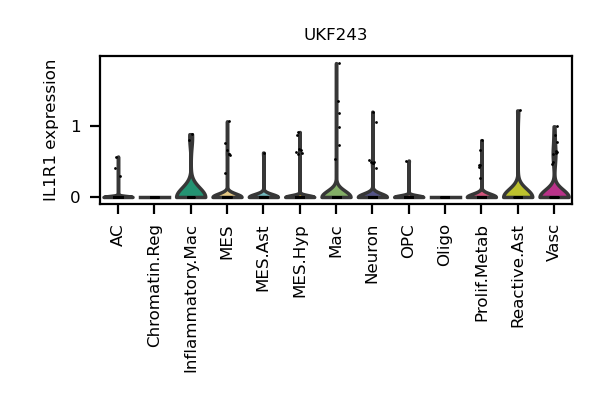 UKF243
IL1R1 expression
1
0
AC
Chromatin.Reg
Inflammatory.Mac
MES
MES.Ast
MES.Hyp
Mac
Neuron
OPC
Oligo
Prolif.Metab
Reactive.Ast
Vasc